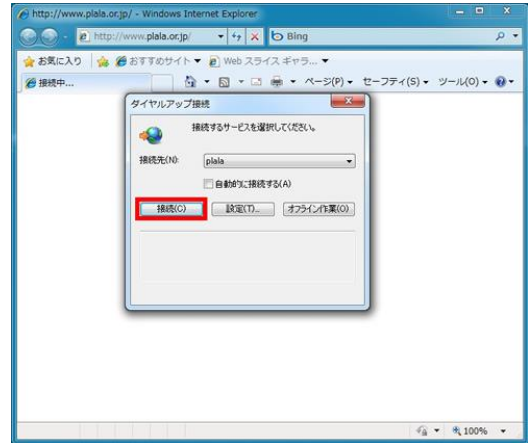 http://www.plala.or.jp/ - Windows Internet Explorer
http://www.plala.or.jp/
Bing
お気に入り おすすめサイト ▼ Web スライス ギャラ... ▼
接続中... ページ(P) セーフティ(S) ツール(O)
ダイヤルアップ接続
接続するサービスを選択してください。
接続先(N): plala
自動的に接続する(A)
接続(C) 設定(T)... オフライン作業(O)
100%